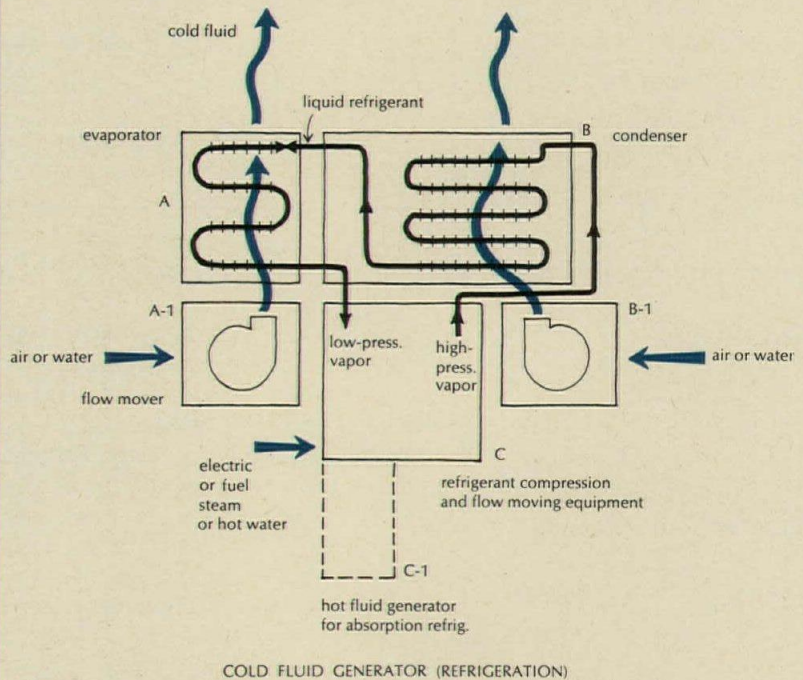 cold fluid
liquid refrigerant
evaporator
B
condenser
A
A-1
B-1
air or water
low-press.
vapor
high-
press.
vapor
air or water
flow mover
electric
or fuel
steam
or hot water
C
refrigerant compression
and flow moving equipment
C-1
hot fluid generator
for absorption refrig.
COLD FLUID GENERATOR (REFRIGERATION)